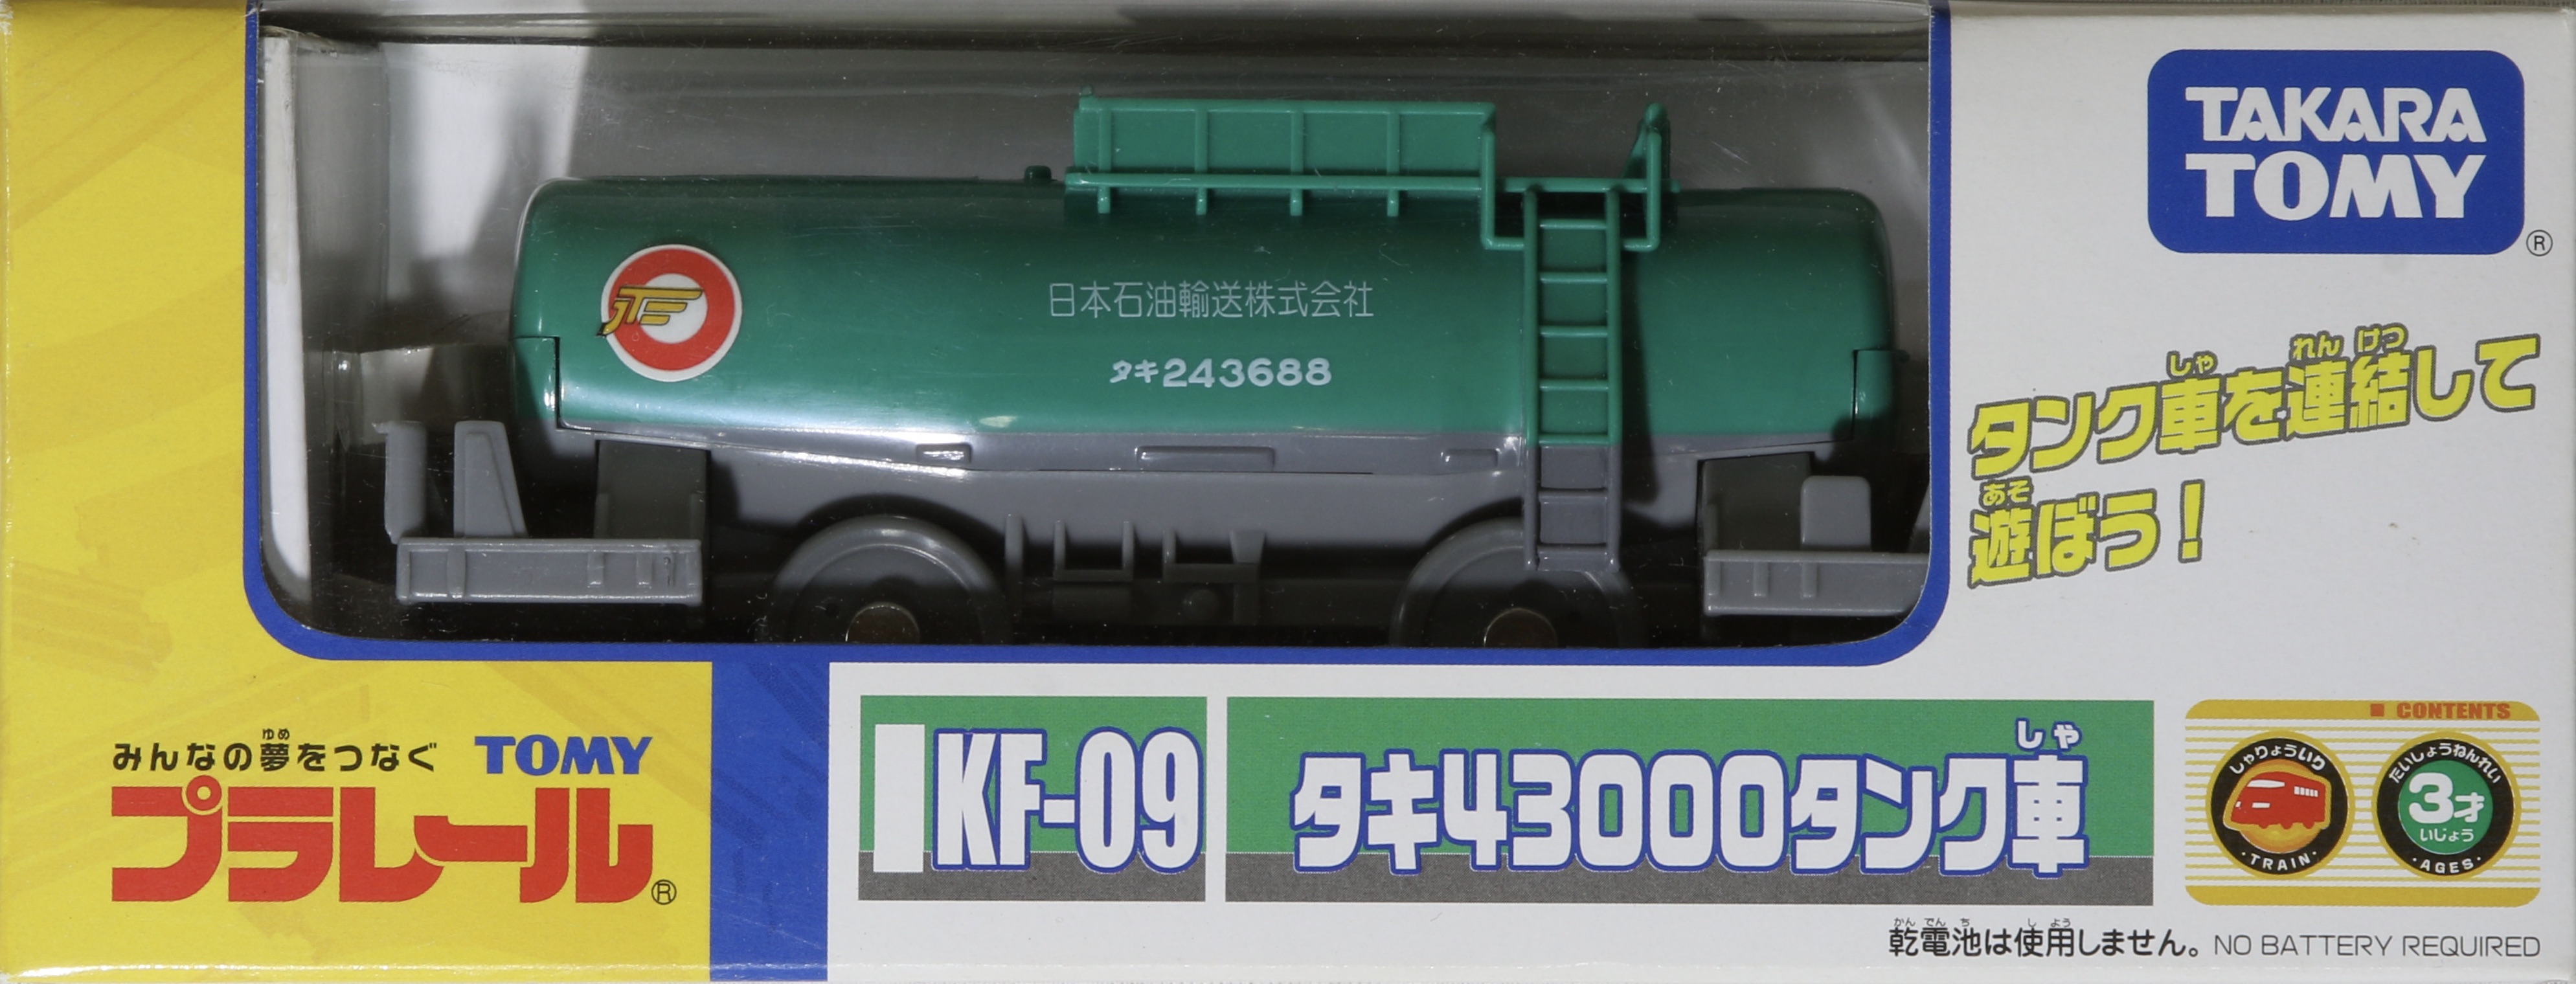 TAKARA
TOMY
®
JOT
日本石油輸送株式会社
タキ243688
しゃ れん けつ
タンク車を連結して
あそ
遊ぼう!
ゆめ
みんなの夢をつなぐ TOMY
プラレール®
KF-09
しゃ
タキ43000タンク車
■ CONTENTS
しゃりょういり
・TRAIN・
たいしょうねんれい
3才
いじょう
・AGES・
かん でん ち し よう
乾電池は使用しません。 NO BATTERY REQUIRED